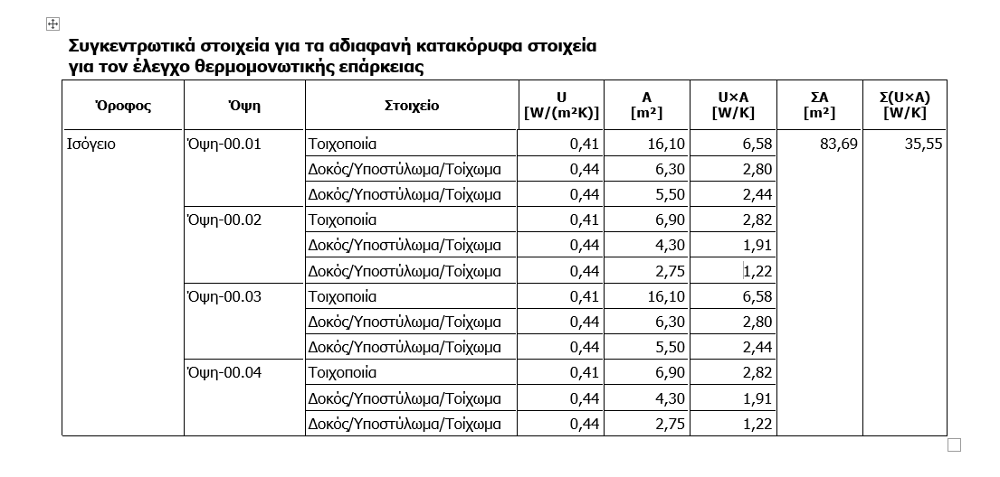 Συγκεντρωτικά στοιχεία για τα αδιαφανή κατακόρυφα στοιχεία
για τον έλεγχο θερμομονωτικής επάρκειας
Όροφος Όψη Στοιχείο U [W/(m²K)] A [m²] U×A [W/K] ΣΑ [m²] Σ(U×A) [W/K]
Ισόγειο Όψη-00.01 Τοιχοποιία 0,41 16,10 6,58 83,69 35,55
Δοκός/Υποστύλωμα/Τοίχωμα 0,44 6,30 2,80
Δοκός/Υποστύλωμα/Τοίχωμα 0,44 5,50 2,44
Όψη-00.02 Τοιχοποιία 0,41 6,90 2,82
Δοκός/Υποστύλωμα/Τοίχωμα 0,44 4,30 1,91
Δοκός/Υποστύλωμα/Τοίχωμα 0,44 2,75 1,22
Όψη-00.03 Τοιχοποιία 0,41 16,10 6,58
Δοκός/Υποστύλωμα/Τοίχωμα 0,44 6,30 2,80
Δοκός/Υποστύλωμα/Τοίχωμα 0,44 5,50 2,44
Όψη-00.04 Τοιχοποιία 0,41 6,90 2,82
Δοκός/Υποστύλωμα/Τοίχωμα 0,44 4,30 1,91
Δοκός/Υποστύλωμα/Τοίχωμα 0,44 2,75 1,22